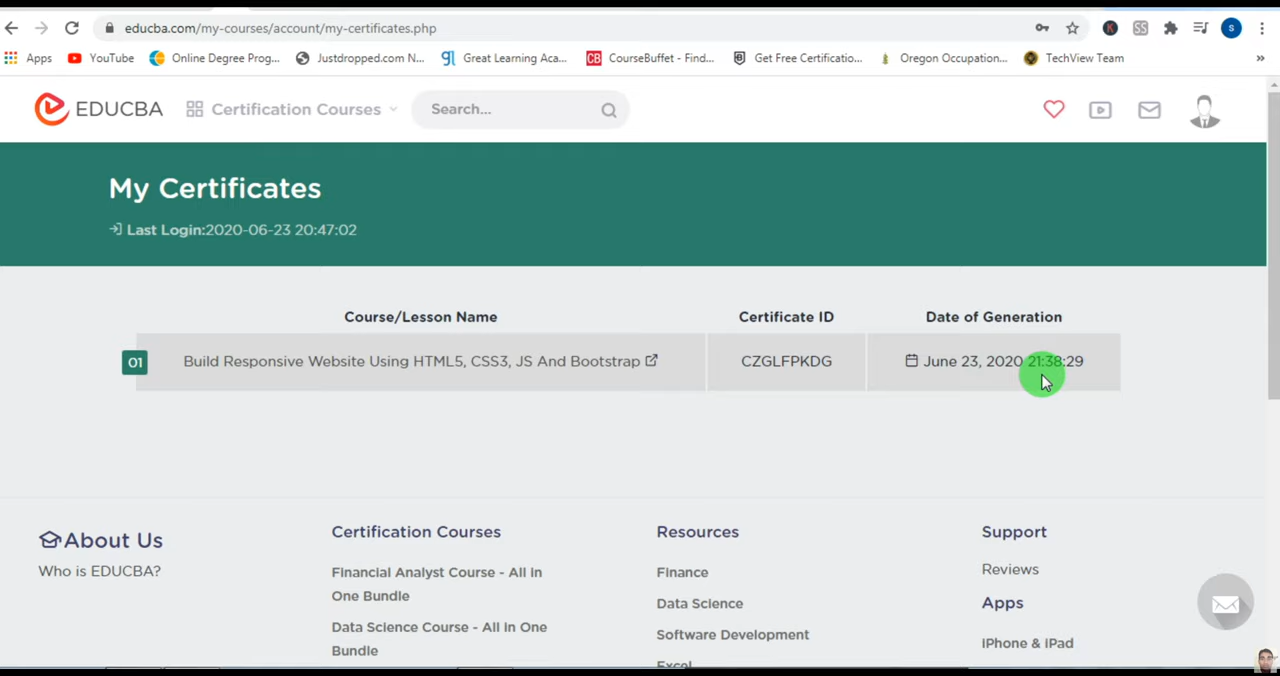 educba.com/my-courses/account/my-certificates.php
SS
s
Apps
YouTube
Online Degree Prog...
Justdropped.com N...
gl Great Learning Aca...
CB CourseBuffet - Find...
Get Free Certificatio...
Oregon Occupation...
TechView Team
»
EDUCBA
Certification Courses
Search...
My Certificates
Last Login:2020-06-23 20:47:02
Course/Lesson Name
Certificate ID
Date of Generation
01
Build Responsive Website Using HTML5, CSS3, JS And Bootstrap
CZGLFPKDG
June 23, 2020 21:38:29
About Us
Who is EDUCBA?
Certification Courses
Financial Analyst Course - All in
One Bundle
Data Science Course - All In One
Bundle
Resources
Finance
Data Science
Software Development
Excel
Support
Reviews
Apps
iPhone & iPad